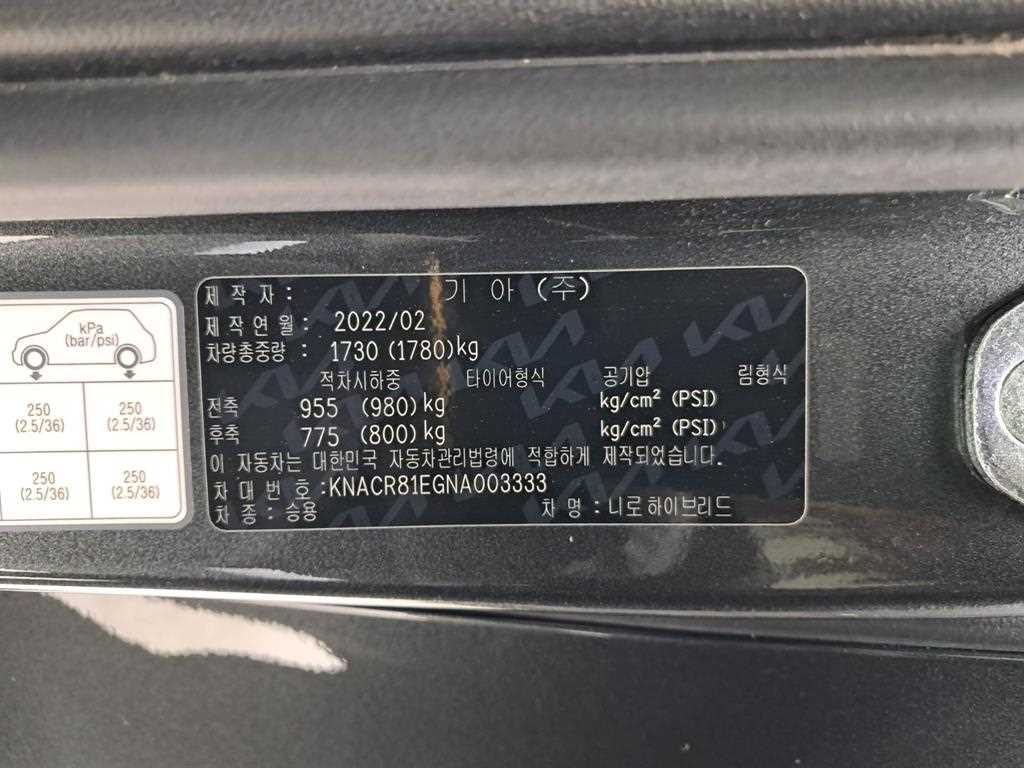 제작자 : 기아(주)
제작연월 : 2022/02
차량총중량 : 1730 (1780)kg
적차시하중 타이어형식 공기압 림형식
전축 955 (980)kg kg/cm² (PSI)
후축 775 (800)kg kg/cm² (PSI)
이 자동차는 대한민국 자동차관리법령에 적합하게 제작되었습니다.
차대번호 :KNACR81EGNA003333
차종 : 승용 차명 : 니로하이브리드
kPa
(bar/psi)
250 250
(2.5/36) (2.5/36)
250 250
(2.5/36) (2.5/36)